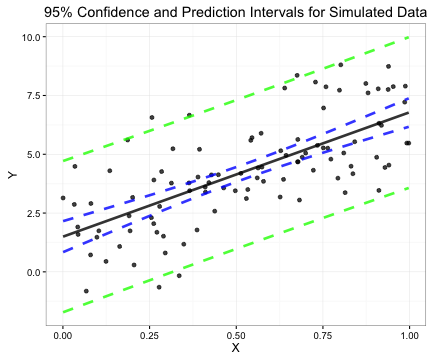 95% Confidence and Prediction Intervals for Simulated Data
10.0
7.5
5.0
2.5
0.0
Y
0.00 0.25 0.50 0.75 1.00
X